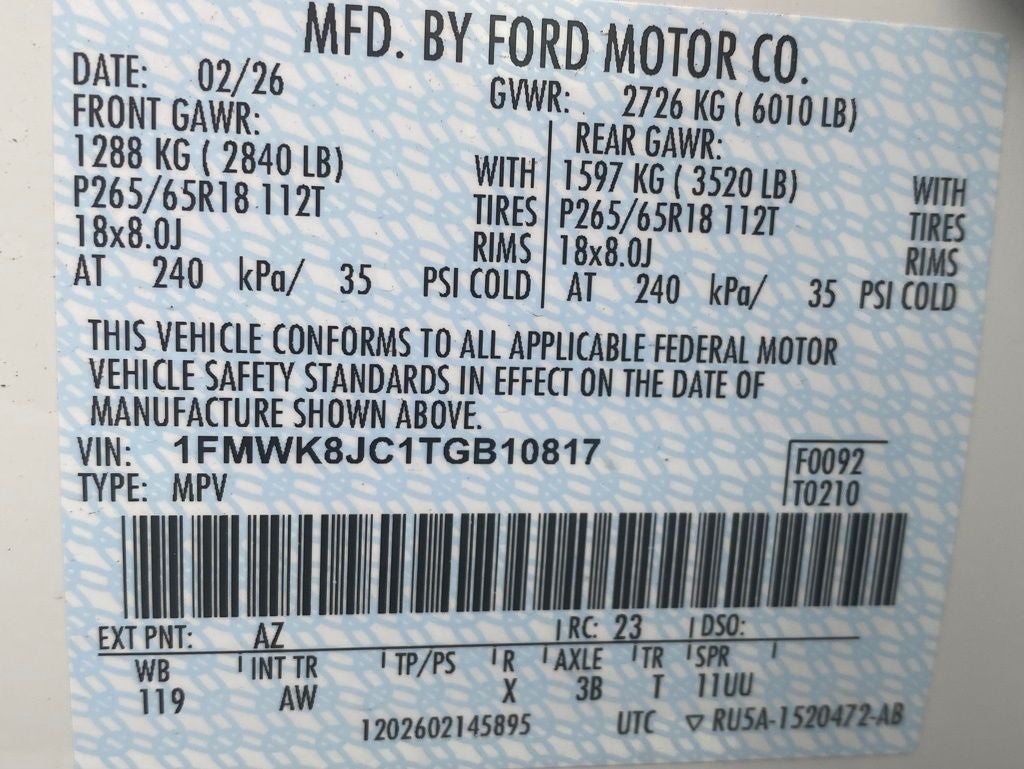 MFD. BY FORD MOTOR CO.
DATE: 02/26 GVWR: 2726 KG ( 6010 LB)
FRONT GAWR: REAR GAWR:
1288 KG ( 2840 LB) WITH 1597 KG ( 3520 LB) WITH
P265/65R18 112T TIRES P265/65R18 112T TIRES
18x8.0J RIMS 18x8.0J RIMS
AT 240 kPa/ 35 PSI COLD AT 240 kPa/ 35 PSI COLD
THIS VEHICLE CONFORMS TO ALL APPLICABLE FEDERAL MOTOR
VEHICLE SAFETY STANDARDS IN EFFECT ON THE DATE OF
MANUFACTURE SHOWN ABOVE.
VIN: 1FMWK8JC1TGB10817 F0092
TYPE: MPV T0210
EXT PNT: AZ RC: 23 DSO:
WB INT TR TP/PS R AXLE TR SPR
119 AW X 3B T 11UU
1202602145895 UTC ▽ RU5A-1520472-AB